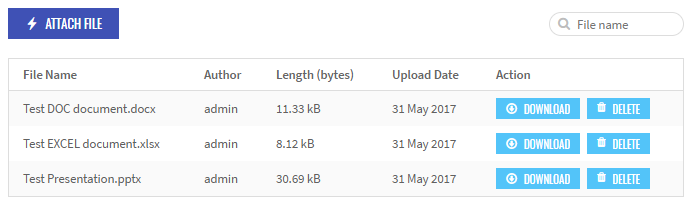 ATTACH FILE
File name
File Name Author Length (bytes) Upload Date Action
Test DOC document.docx admin 11.33 kB 31 May 2017 DOWNLOAD DELETE
Test EXCEL document.xlsx admin 8.12 kB 31 May 2017 DOWNLOAD DELETE
Test Presentation.pptx admin 30.69 kB 31 May 2017 DOWNLOAD DELETE